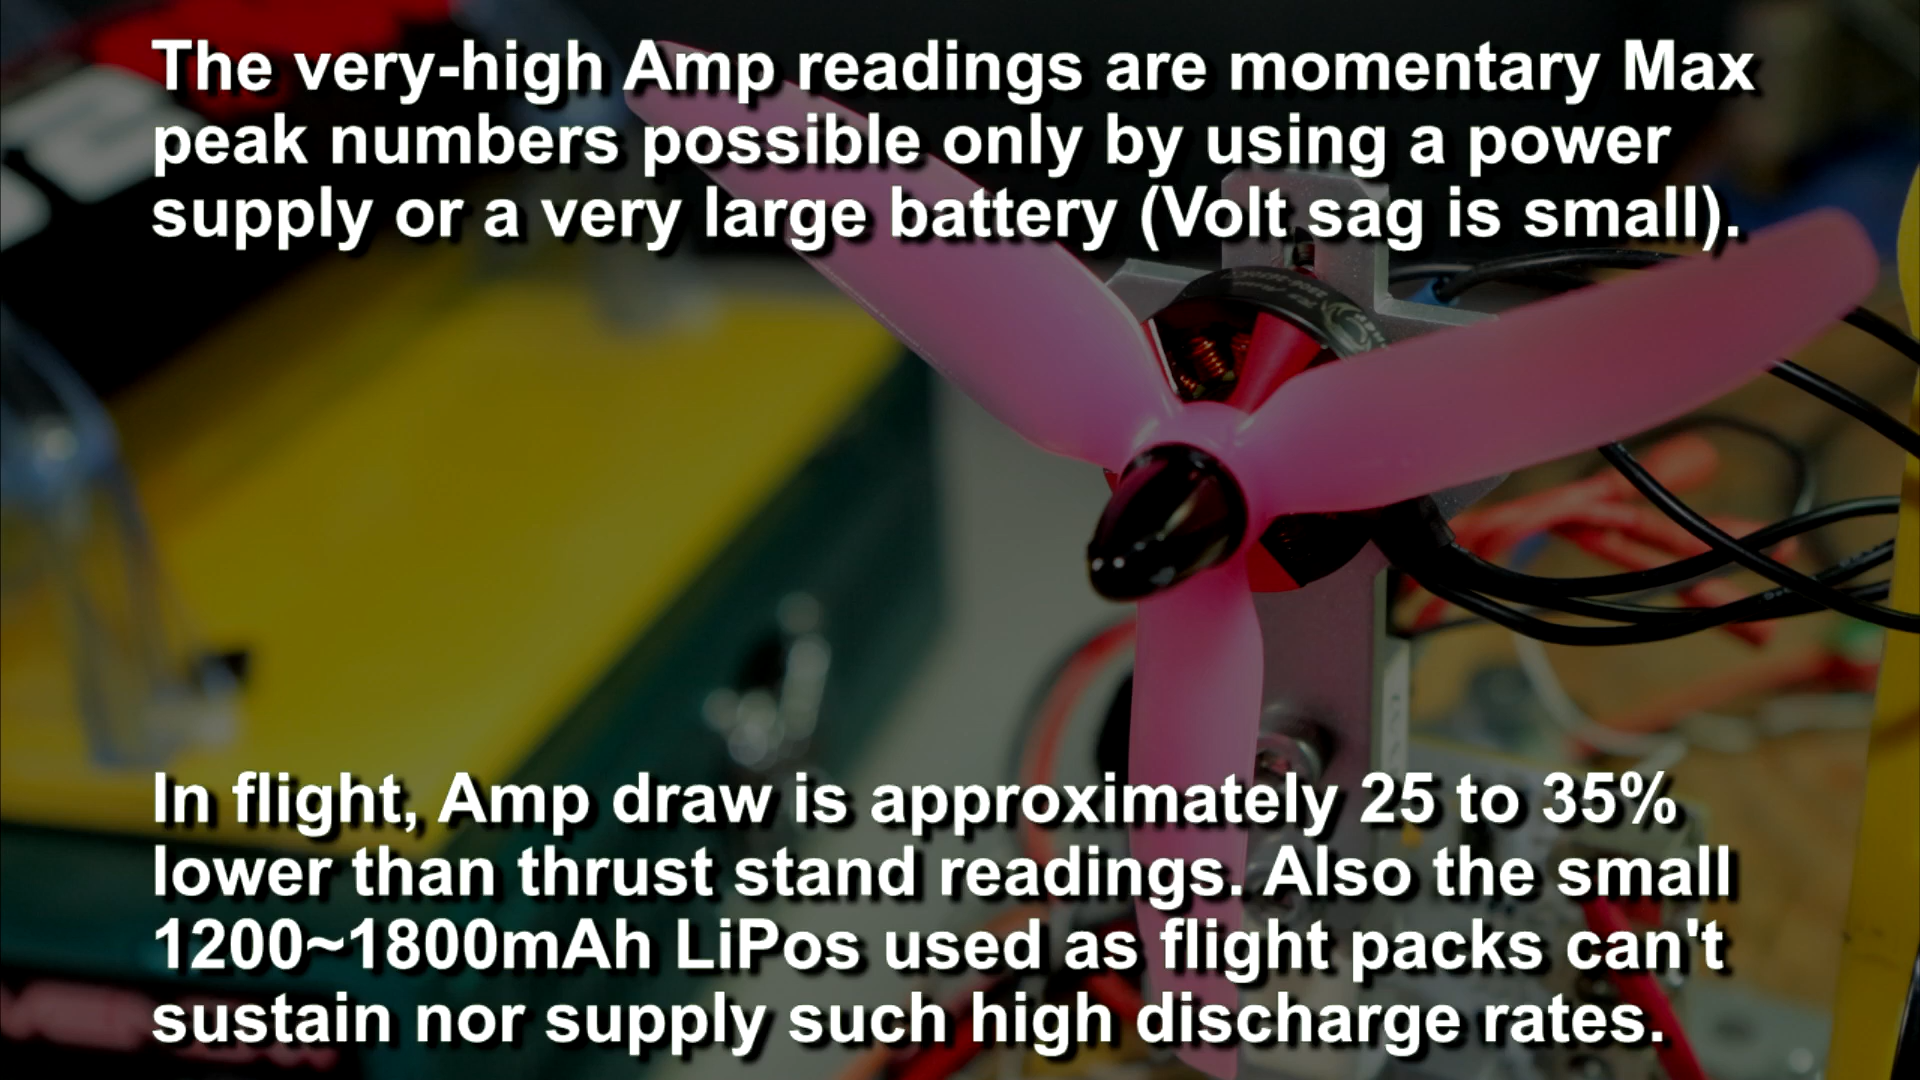 The very-high Amp readings are momentary Max
peak numbers possible only by using a power
supply or a very large battery (Volt sag is small).
In flight, Amp draw is approximately 25 to 35%
lower than thrust stand readings. Also the small
1200~1800mAh LiPos used as flight packs can't
sustain nor supply such high discharge rates.